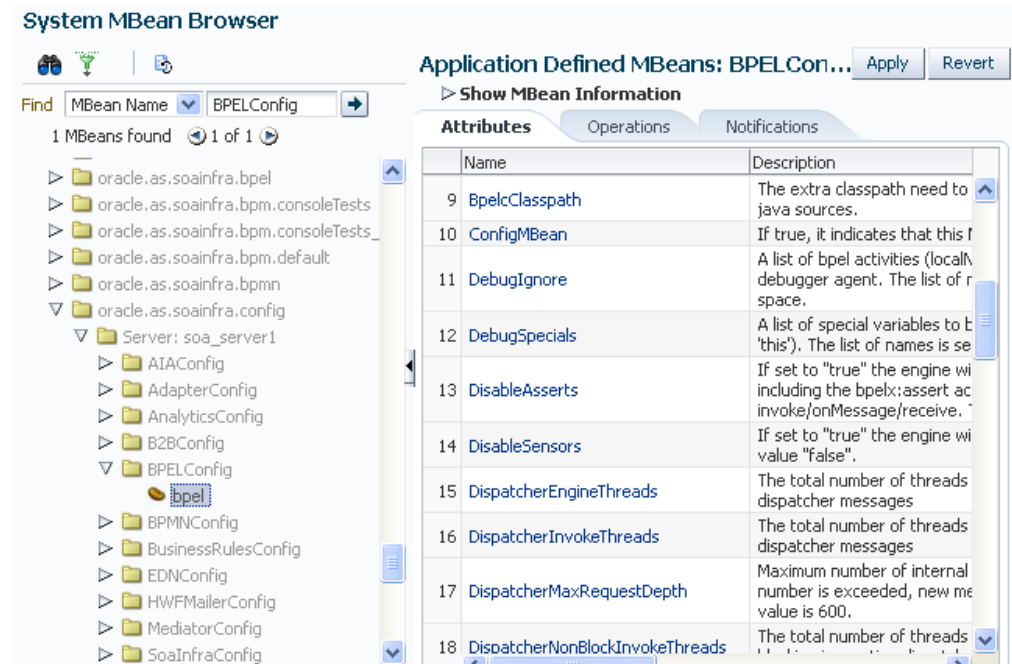 System MBean Browser
Find MBean Name BPELConfig
1 MBeans found 1 of 1
oracle.as.soainfra.bpel
oracle.as.soainfra.bpm.consoleTests
oracle.as.soainfra.bpm.consoleTests_
oracle.as.soainfra.bpm.default
oracle.as.soainfra.bpmn
oracle.as.soainfra.config
Server: soa_server1
AIAConfig
AdapterConfig
AnalyticsConfig
B2BConfig
BPELConfig
bpel
BPMNConfig
BusinessRulesConfig
EDNConfig
HWFMailerConfig
MediatorConfig
SoaInfraConfig
Application Defined MBeans: BPELCon... Apply Revert
Show MBean Information
Attributes Operations Notifications
Name Description
9 BpelcClasspath The extra classpath need to
java sources.
10 ConfigMBean If true, it indicates that this
11 DebugIgnore A list of bpel activities
debugger agent. The list of
space.
12 DebugSpecials A list of special variables to
'this'). The list of names is se
13 DisableAsserts If set to "true" the engine wi
including the bpelx:assert ac
invoke/onMessage/receive.
14 DisableSensors If set to "true" the engine wi
value "false".
15 DispatcherEngineThreads The total number of threads
dispatcher messages
16 DispatcherInvokeThreads The total number of threads
dispatcher messages
17 DispatcherMaxRequestDepth Maximum number of internal
number is exceeded, new me
value is 600.
18 DispatcherNonBlockInvokeThreads The total number of threads